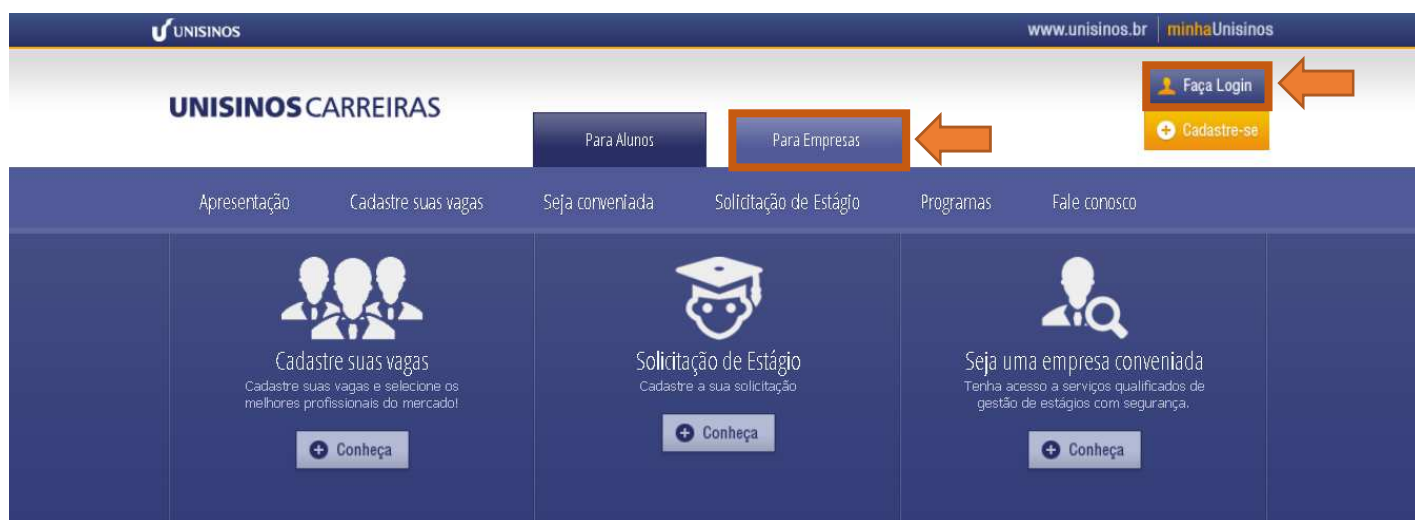 UNISINOS
www.unisinos.br minhaUnisinos
Faça Login
UNISINOS CARREIRAS
Cadastre-se
Para Alunos Para Empresas
Apresentação Cadastre suas vagas Seja conveniada Solicitação de Estágio Programas Fale conosco
Cadastre suas vagas
Cadastre suas vagas e selecione os
melhores profissionais do mercado!
Conheça
Solicitação de Estágio
Cadastre a sua solicitação
Conheça
Seja uma empresa conveniada
Tenha acesso a serviços qualificados de
gestão de estágios com segurança.
Conheça